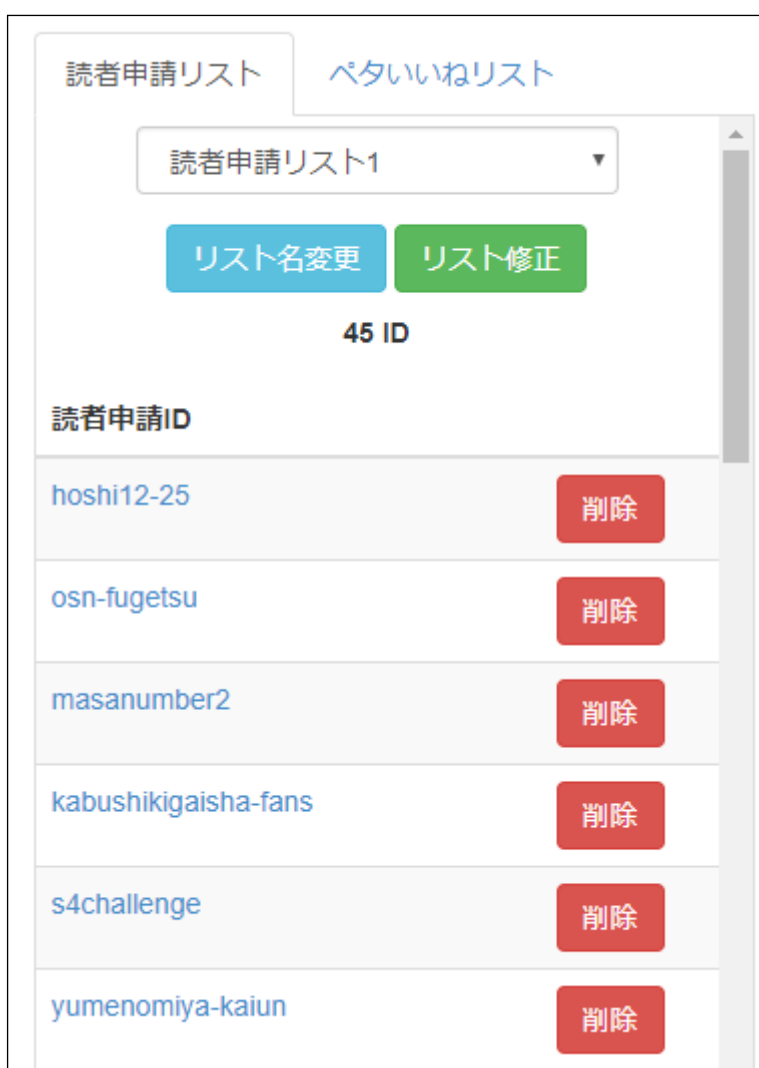 読者申請リスト ペタいいねリスト
読者申請リスト1
リスト名変更 リスト修正
45 ID
読者申請ID
hoshi12-25 削除
osn-fugetsu 削除
masanumber2 削除
kabushikigaisha-fans 削除
s4challenge 削除
yumenomiya-kaiun 削除